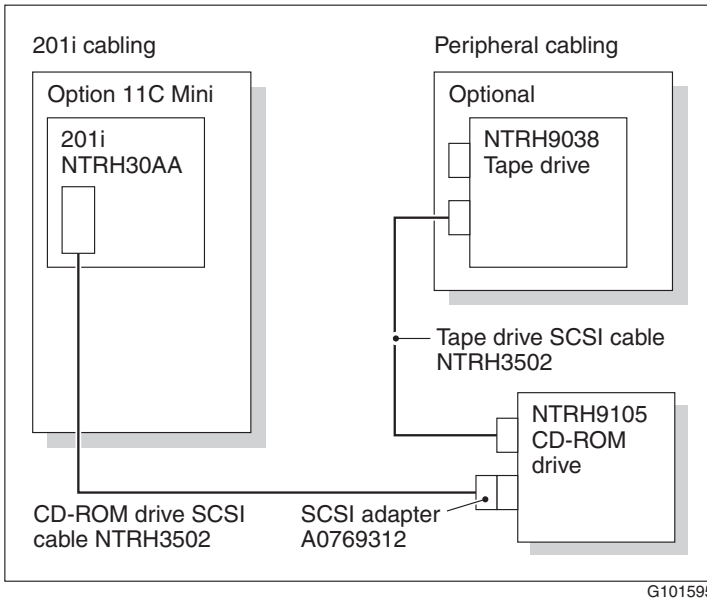 201i cabling
Peripheral cabling
Option 11C Mini
Optional
201i
NTRH30AA
NTRH9038
Tape drive
Tape drive SCSI cable
NTRH3502
NTRH9105
CD-ROM
drive
CD-ROM drive SCSI
cable NTRH3502
SCSI adapter
A0769312
G101595